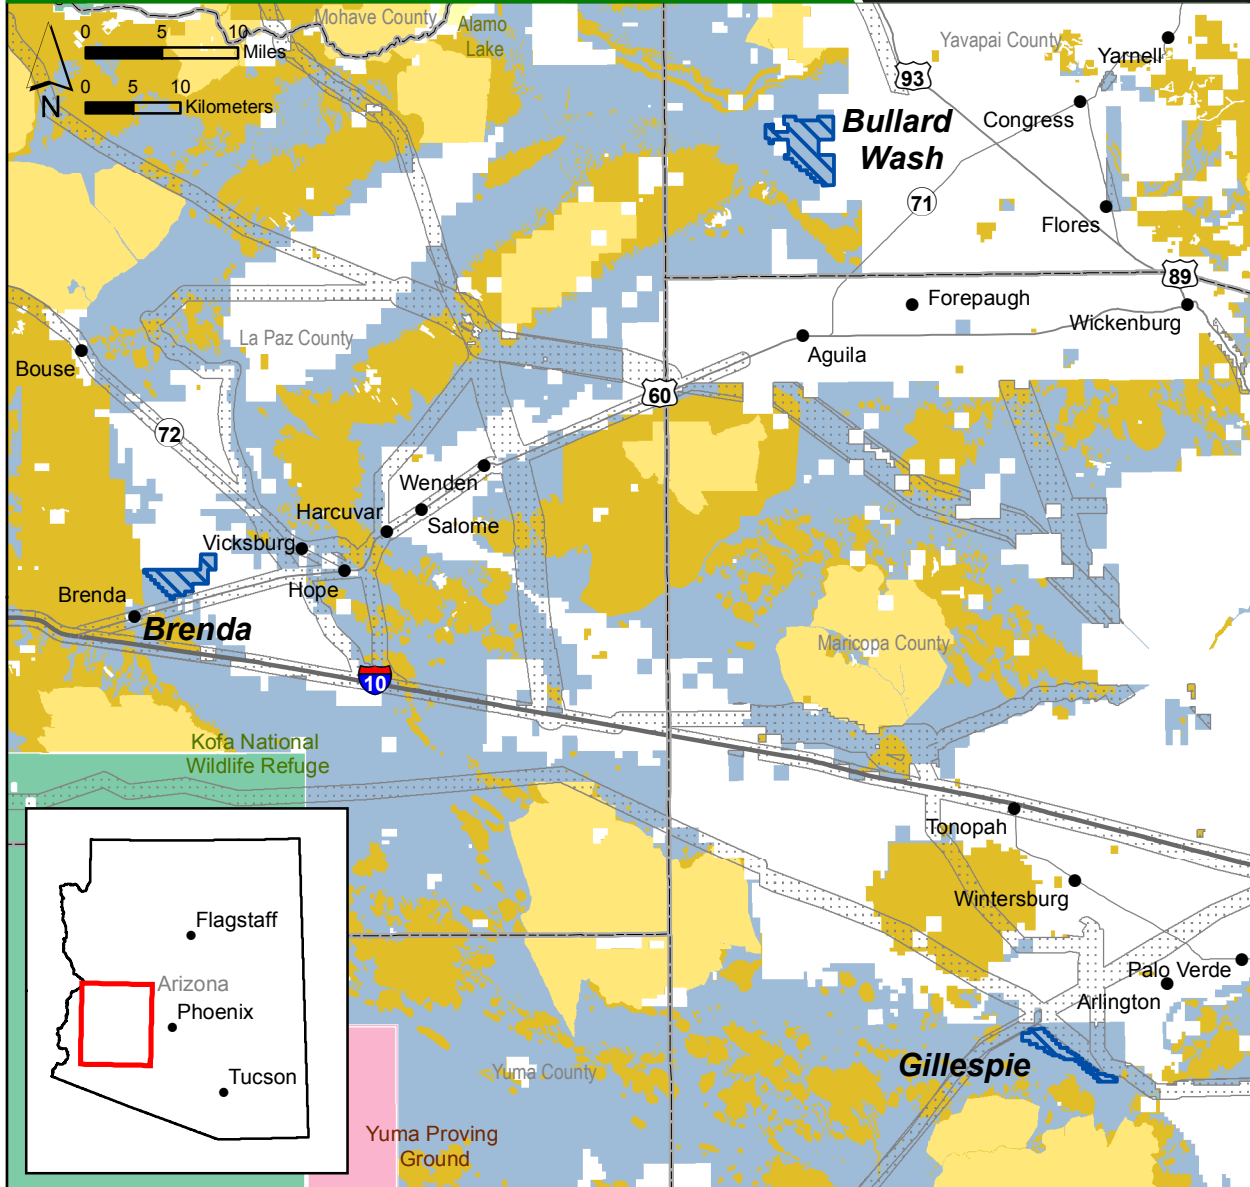 Mohave County
Alamo
Lake
0 5 10
Miles
0 5 10
Kilometers
N
Yavapai County
Yarnell
93
Congress
Bullard
Wash
71
Flores
89
Forepaugh
Wickenburg
Aguila
La Paz County
Bouse
60
72
Wenden
Harcuvar
Salome
Vicksburg
Hope
Brenda
Brenda
10
Maricopa County
Kofa National
Wildlife Refuge
Tonopah
Wintersburg
Palo Verde
Arlington
Gillespie
Yuma County
Yuma Proving
Ground
Flagstaff
Arizona
Phoenix
Tucson